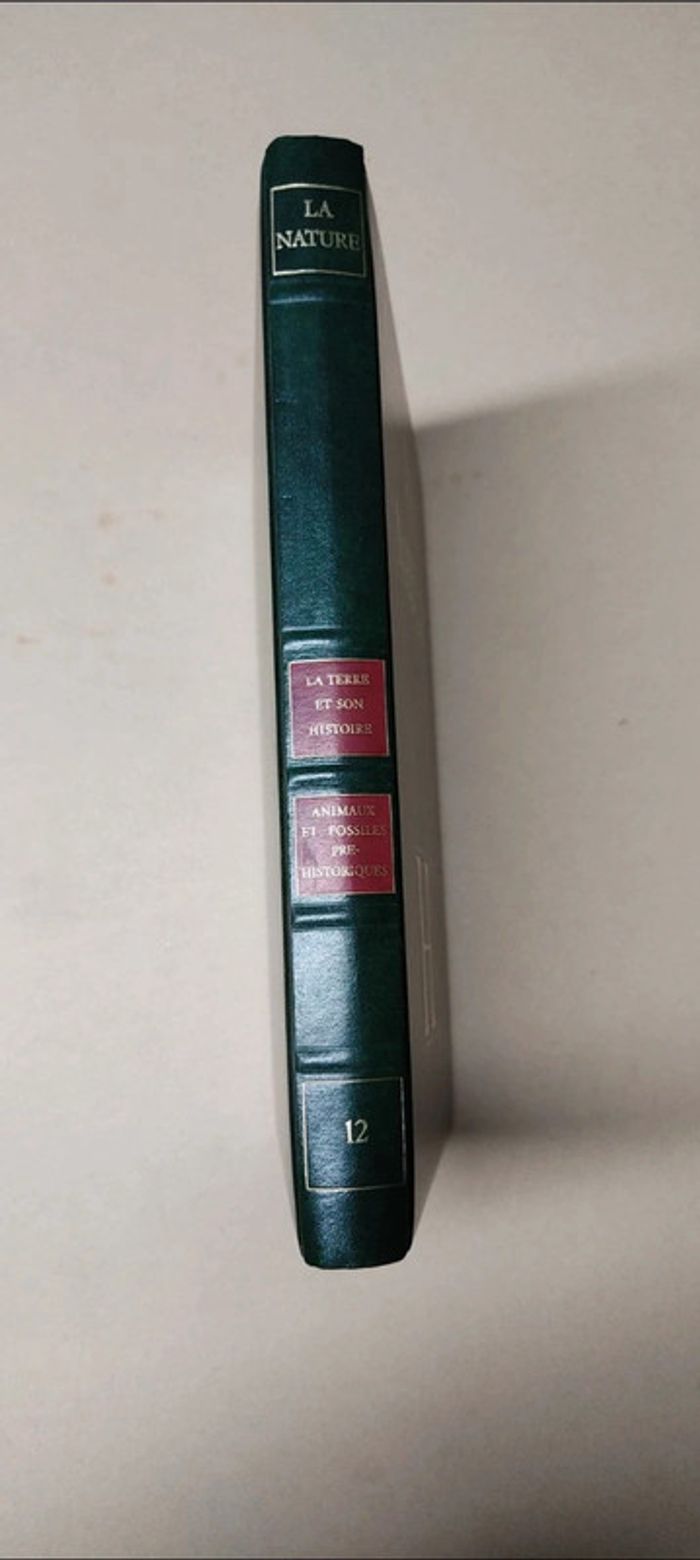 LA
NATURE
LA TERRE
ET SON
HISTOIRE
ANIMAUX
ET FOSSILES
PRE-
HISTORIQUES
12